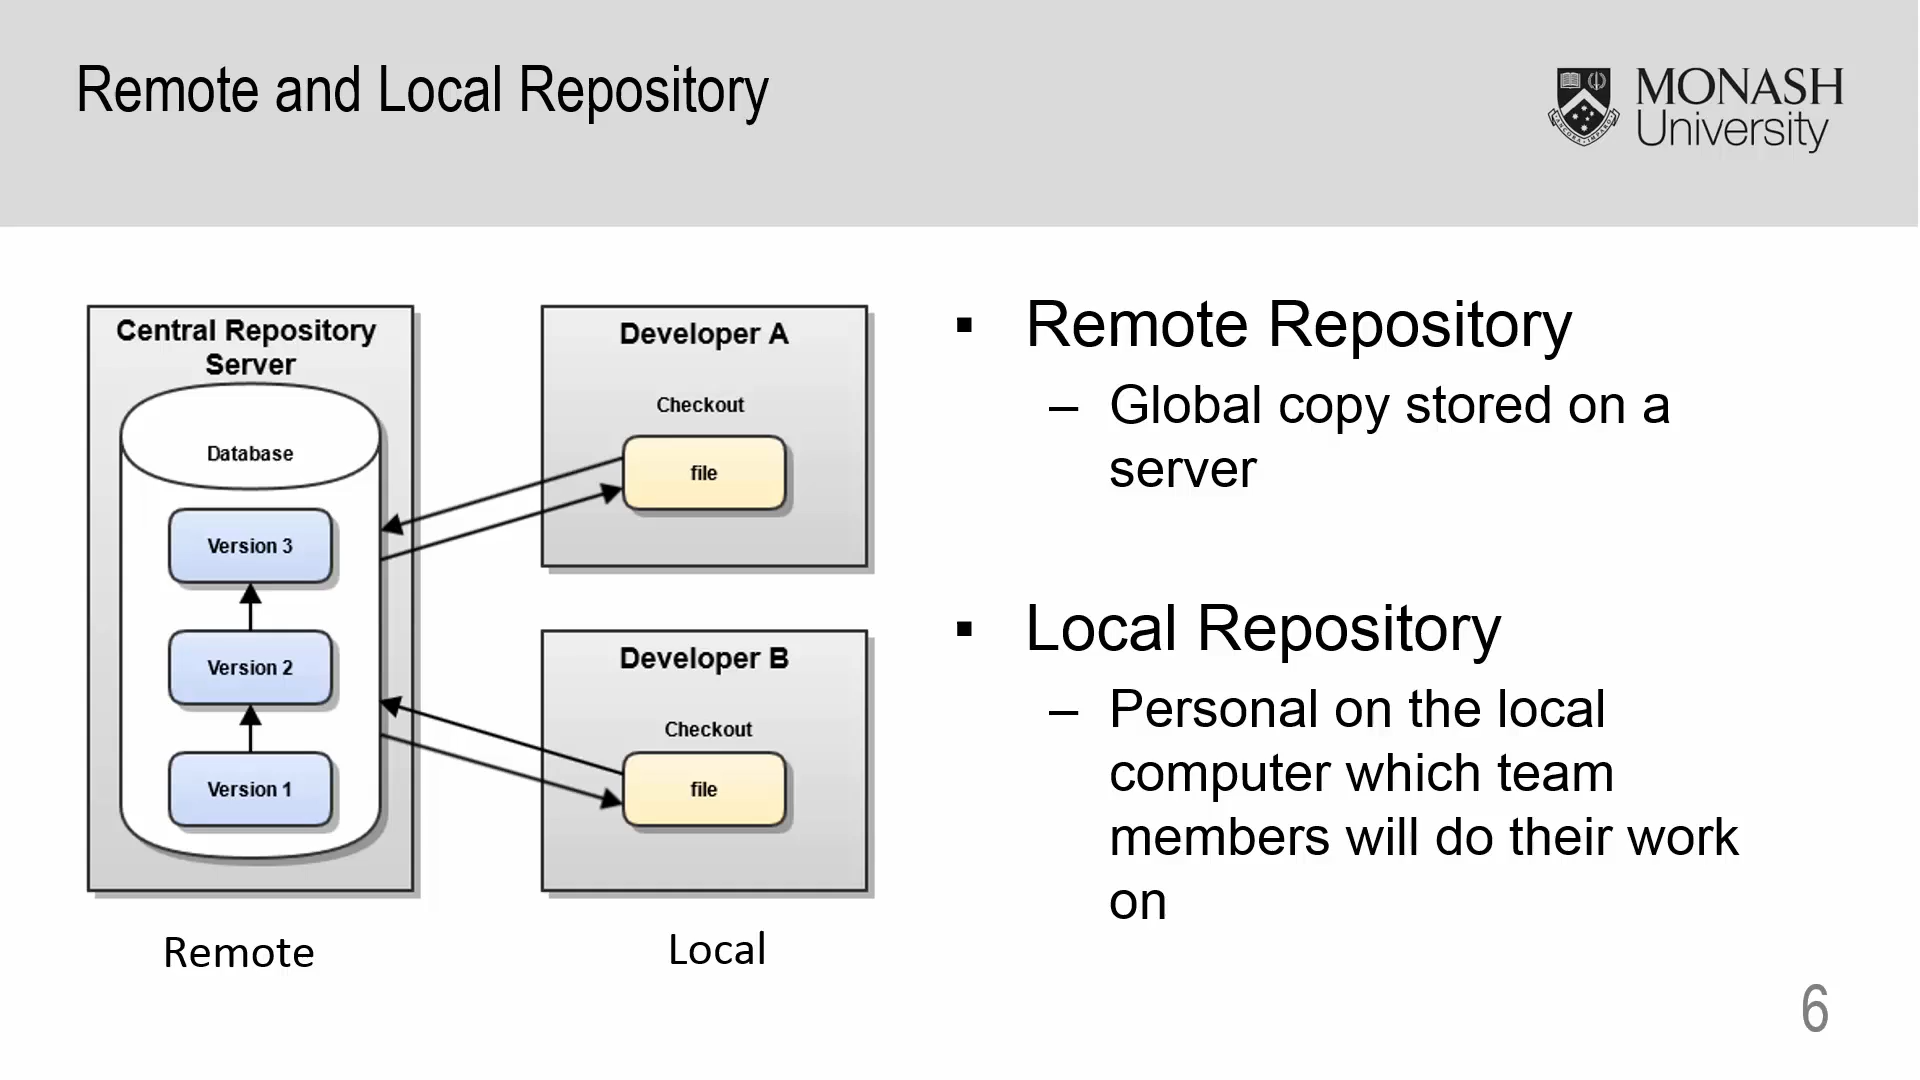 Remote and Local Repository
MONASH
University
Central Repository
Server
Database
Version 3
Version 2
Version 1
Developer A
Checkout
file
Developer B
Checkout
file
Remote
Local
▪ Remote Repository
– Global copy stored on a
server
▪ Local Repository
– Personal on the local
computer which team
members will do their work
on
6